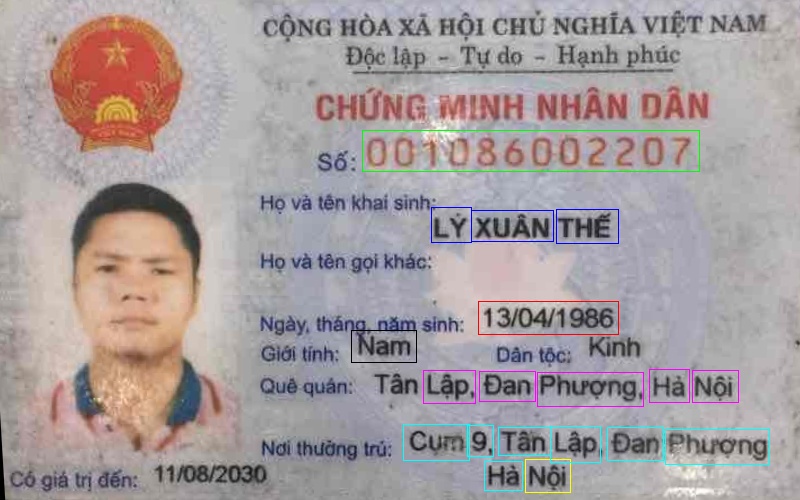 CỘNG HÒA XÃ HỘI CHỦ NGHĨA VIỆT NAM
Độc lập - Tự do - Hạnh phúc
CHỨNG MINH NHÂN DÂN
Số: 001086002207
Họ và tên khai sinh:
LÝ XUÂN THẾ
Họ và tên gọi khác:
Ngày, tháng, năm sinh: 13/04/1986
Giới tính: Nam Dân tộc: Kinh
Quê quán: Tân Lập, Đan Phượng, Hà Nội
Nơi thường trú: Cụm 9, Tân Lập, Đan Phượng
Hà Nội
Có giá trị đến: 11/08/2030